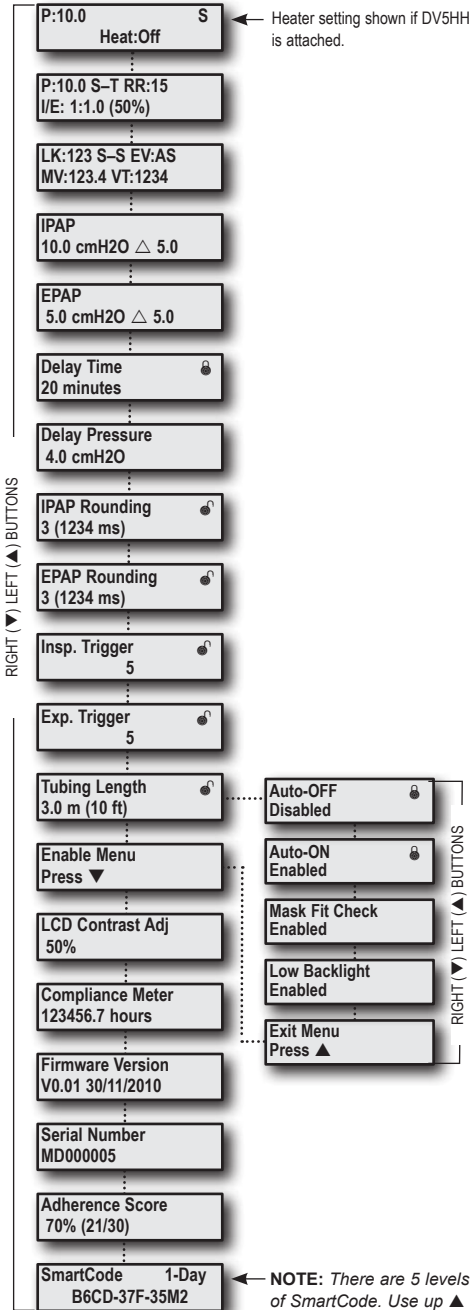 P:10.0 S
Heat:Off
Heater setting shown if DV5HH
is attached.
P:10.0 S–T RR:15
I/E: 1:1.0 (50%)
LK:123 S–S EV:AS
MV:123.4 VT:1234
IPAP
10.0 cmH2O △ 5.0
EPAP
5.0 cmH2O △ 5.0
Delay Time
20 minutes
Delay Pressure
4.0 cmH2O
IPAP Rounding
3 (1234 ms)
EPAP Rounding
3 (1234 ms)
Insp. Trigger
5
Exp. Trigger
5
Tubing Length
3.0 m (10 ft)
Enable Menu
Press ▼
LCD Contrast Adj
50%
Compliance Meter
123456.7 hours
Firmware Version
V0.01 30/11/2010
Serial Number
MD000005
Adherence Score
70% (21/30)
SmartCode 1-Day
B6CD-37F-35M2
RIGHT (▼) LEFT (▲) BUTTONS
Auto-OFF
Disabled
Auto-ON
Enabled
Mask Fit Check
Enabled
Low Backlight
Enabled
Exit Menu
Press ▲
RIGHT (▼) LEFT (▲) BUTTONS
NOTE: There are 5 levels
of SmartCode. Use up ▲